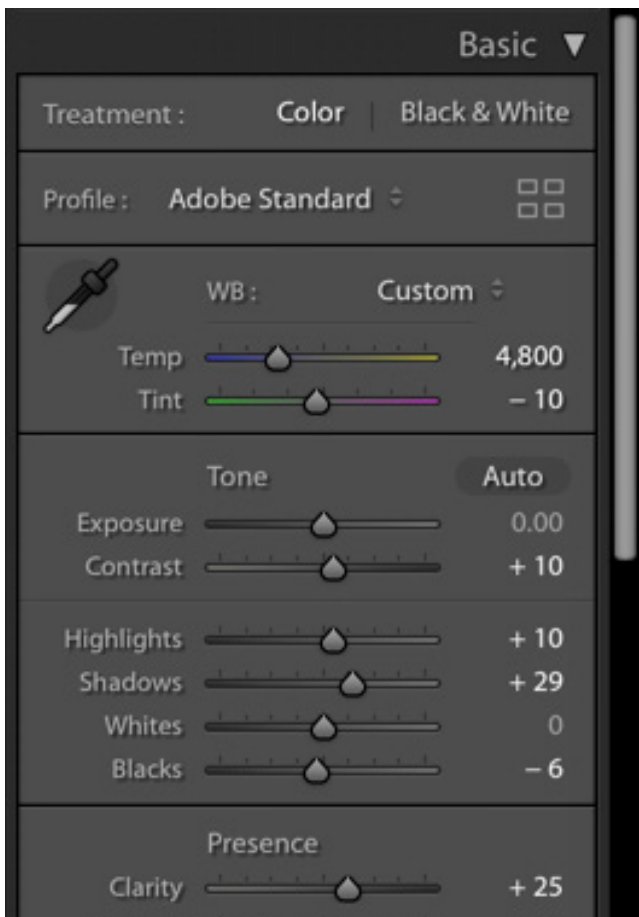 Basic ▼
Treatment : Color | Black & White
Profile : Adobe Standard
WB : Custom
Temp 4,800
Tint – 10
Tone Auto
Exposure 0.00
Contrast + 10
Highlights + 10
Shadows + 29
Whites 0
Blacks – 6
Presence
Clarity + 25